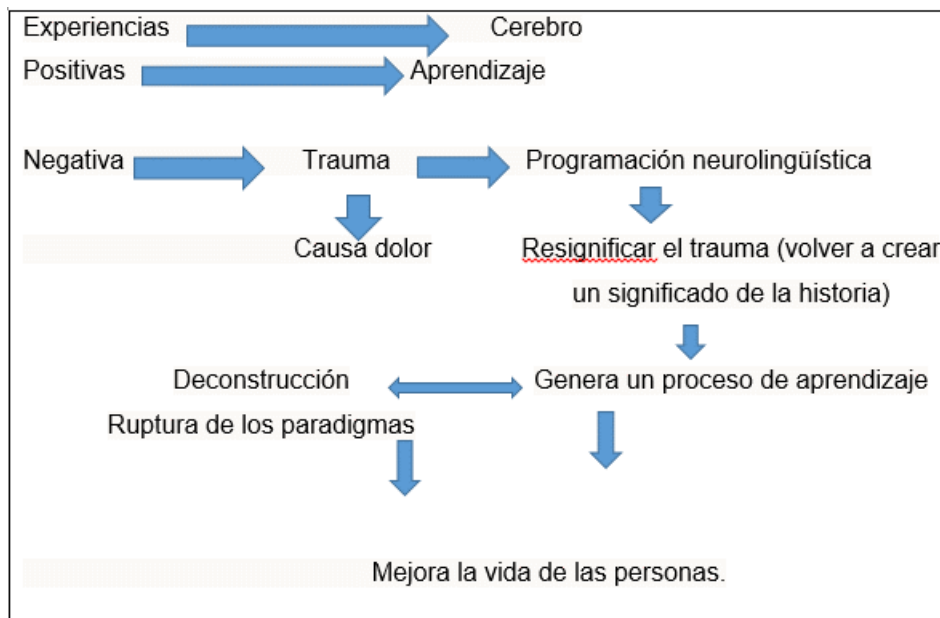 Experiencias Cerebro
Positivas Aprendizaje
Negativa Trauma Programación neurolingüística
Causa dolor Resignificar el trauma (volver a crear
un significado de la historia)
Deconstrucción Genera un proceso de aprendizaje
Ruptura de los paradigmas
Mejora la vida de las personas.